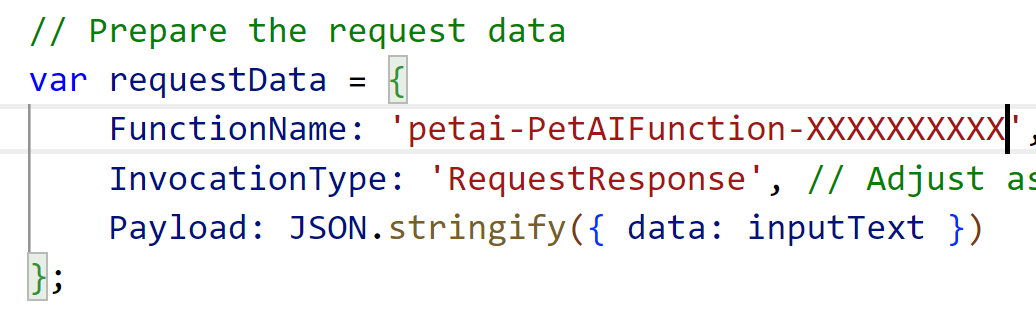 // Prepare the request data
var requestData = {
FunctionName: 'petai-PetAIFunction-XXXXXXXXXX',
InvocationType: 'RequestResponse', // Adjust as
Payload: JSON.stringify({ data: inputText })
};